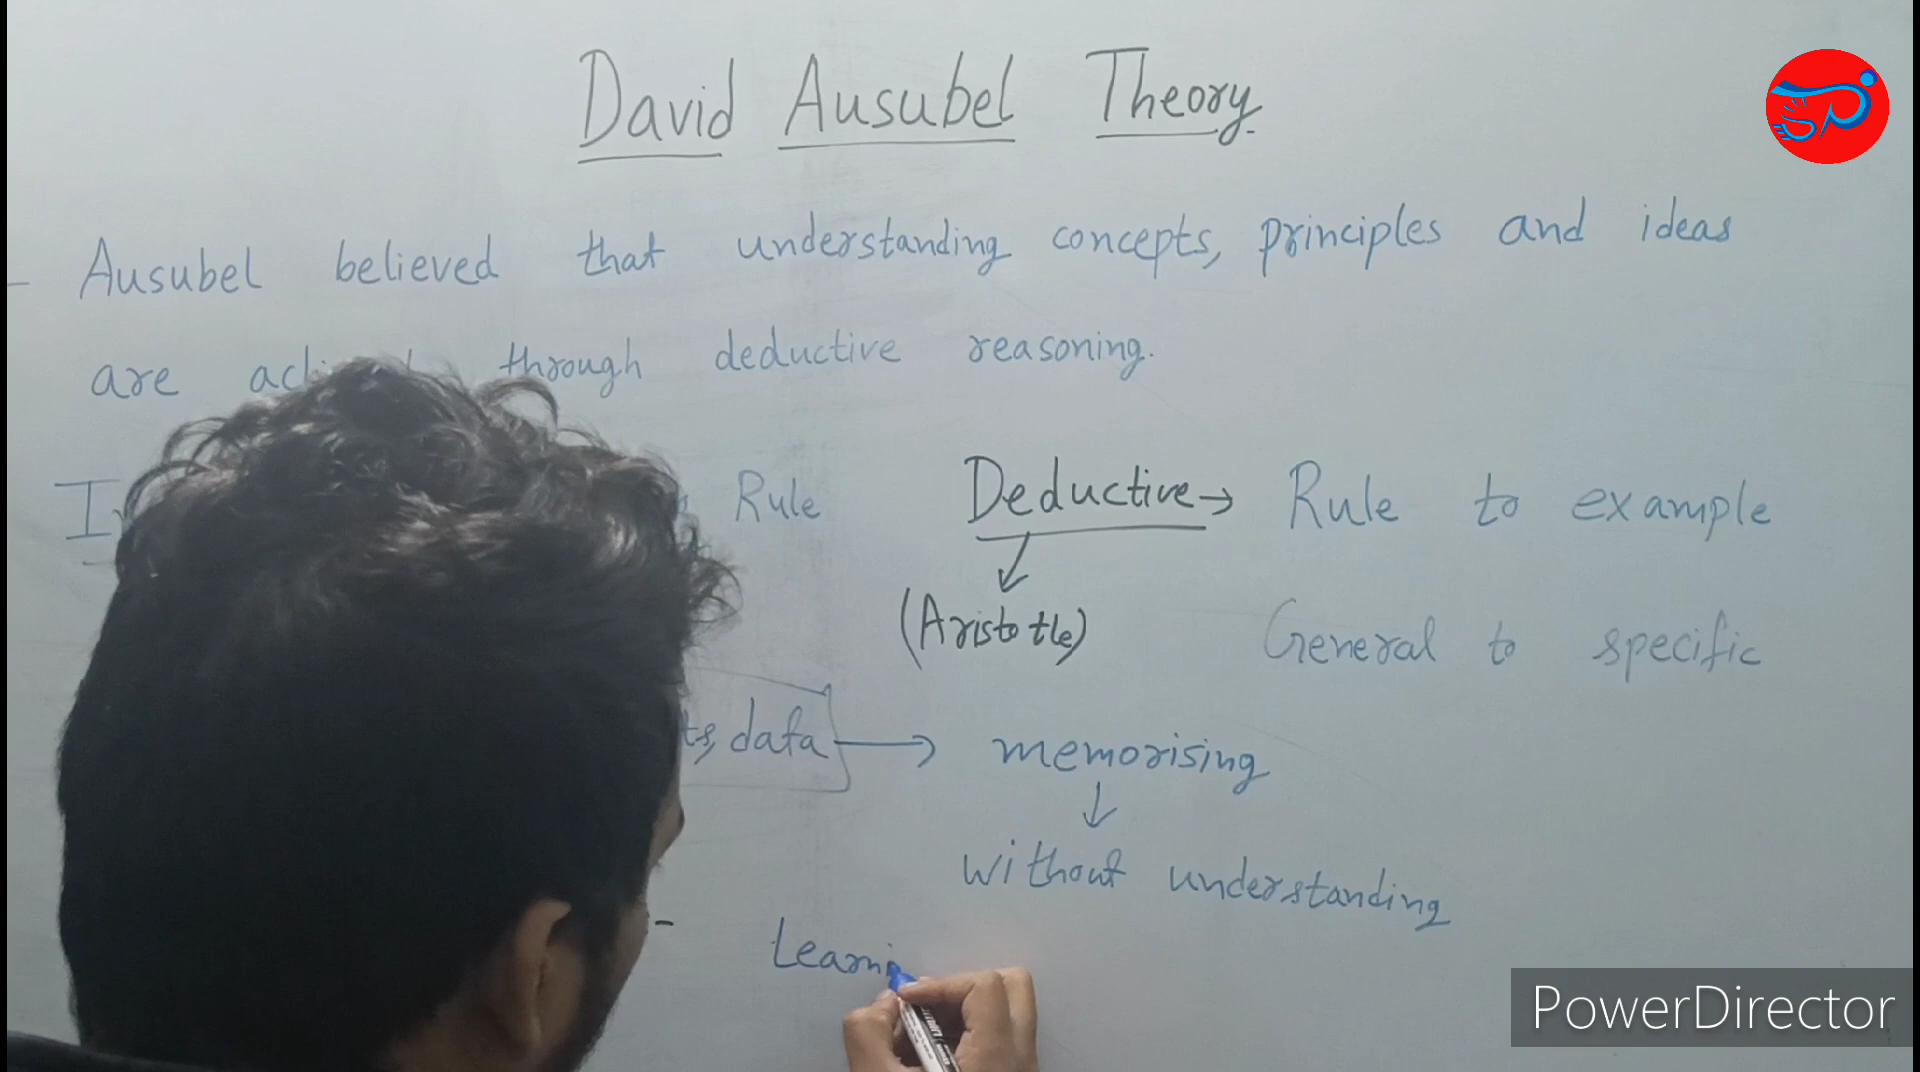 David Ausubel Theory.
- Ausubel believed that understanding concepts, principles and ideas
are through deductive reasoning.
Rule Deductive → Rule to example
(Aristotle) General to specific
data → memorising
without understanding
- Learni
PowerDirector